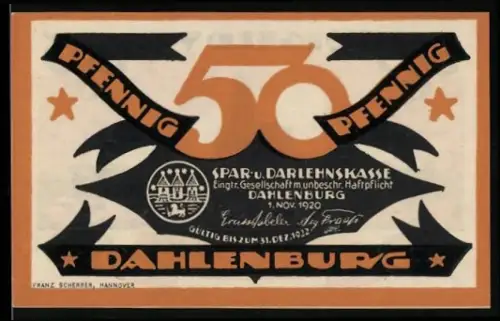 PFENNIG 50 PFENNIG
SPAR- u. DARLEHNSKASSE
Eingtr. Gesellschaft m. unbeschr. Haftpflicht
DAHLENBURG
1. NOV. 1920
GÜLTIG BIS ZUM 31. DEZ. 1922
DAHLENBURG
FRANZ SCHERRER, HANNOVER